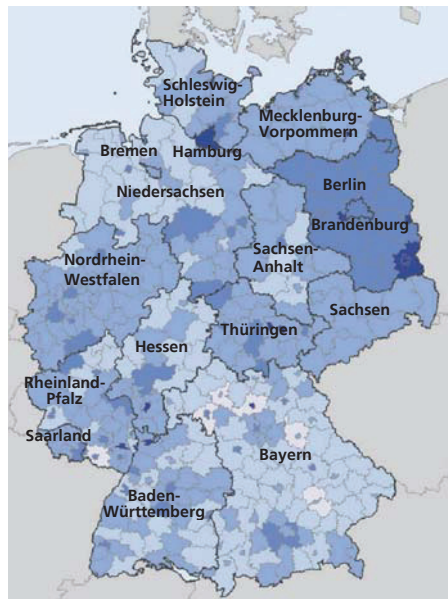 Schleswig-
Holstein
Mecklenburg-
Vorpommern
Bremen
Hamburg
Niedersachsen
Berlin
Brandenburg
Nordrhein-
Westfalen
Sachsen-
Anhalt
Sachsen
Thüringen
Hessen
Rheinland-
Pfalz
Saarland
Bayern
Baden-
Württemberg